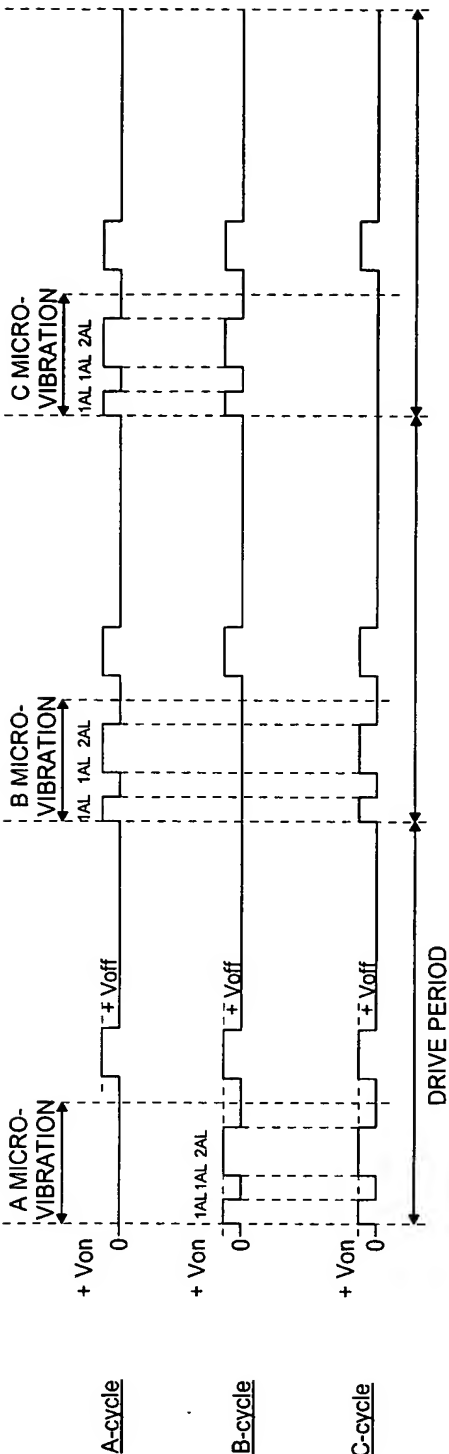 A MICRO-
VIBRATION
B MICRO-
VIBRATION
C MICRO-
VIBRATION
A-cycle
+ Von
0
+ Voff
1AL 1AL 2AL
1AL 1AL 2AL
B-cycle
+ Von
0
1AL 1AL 2AL
+ Voff
C-cycle
+ Von
0
+ Voff
DRIVE PERIOD